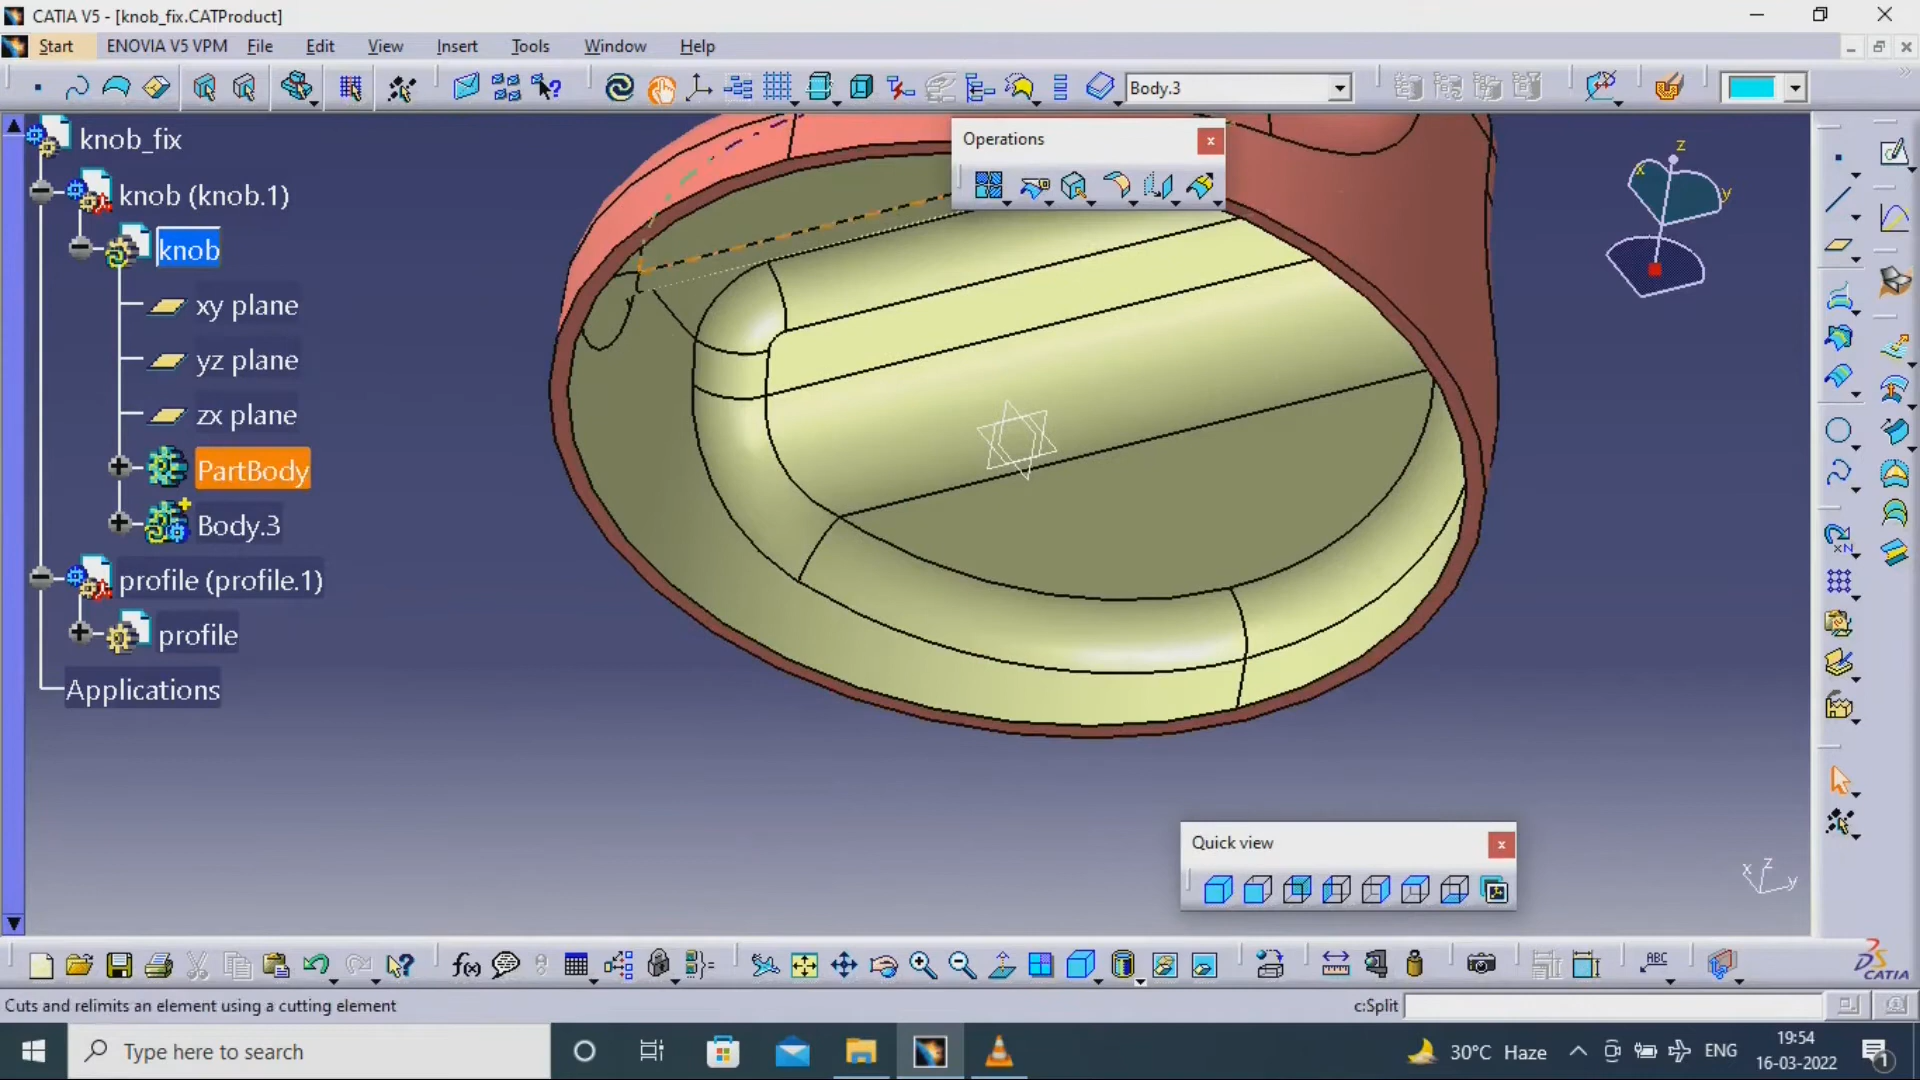 CATIA V5 - [knob_fix.CATProduct]
Start ENOVIA V5 VPM File Edit View Insert Tools Window Help
Body.3
Operations
knob_fix
knob (knob.1)
knob
xy plane
yz plane
zx plane
PartBody
Body.3
profile (profile.1)
profile
Applications
z
x
y
Quick view
x z y
f(x)
ABC
CATIA
Cuts and relimits an element using a cutting element
c:Split
Type here to search
30°C Haze
ENG
19:54
16-03-2022
1